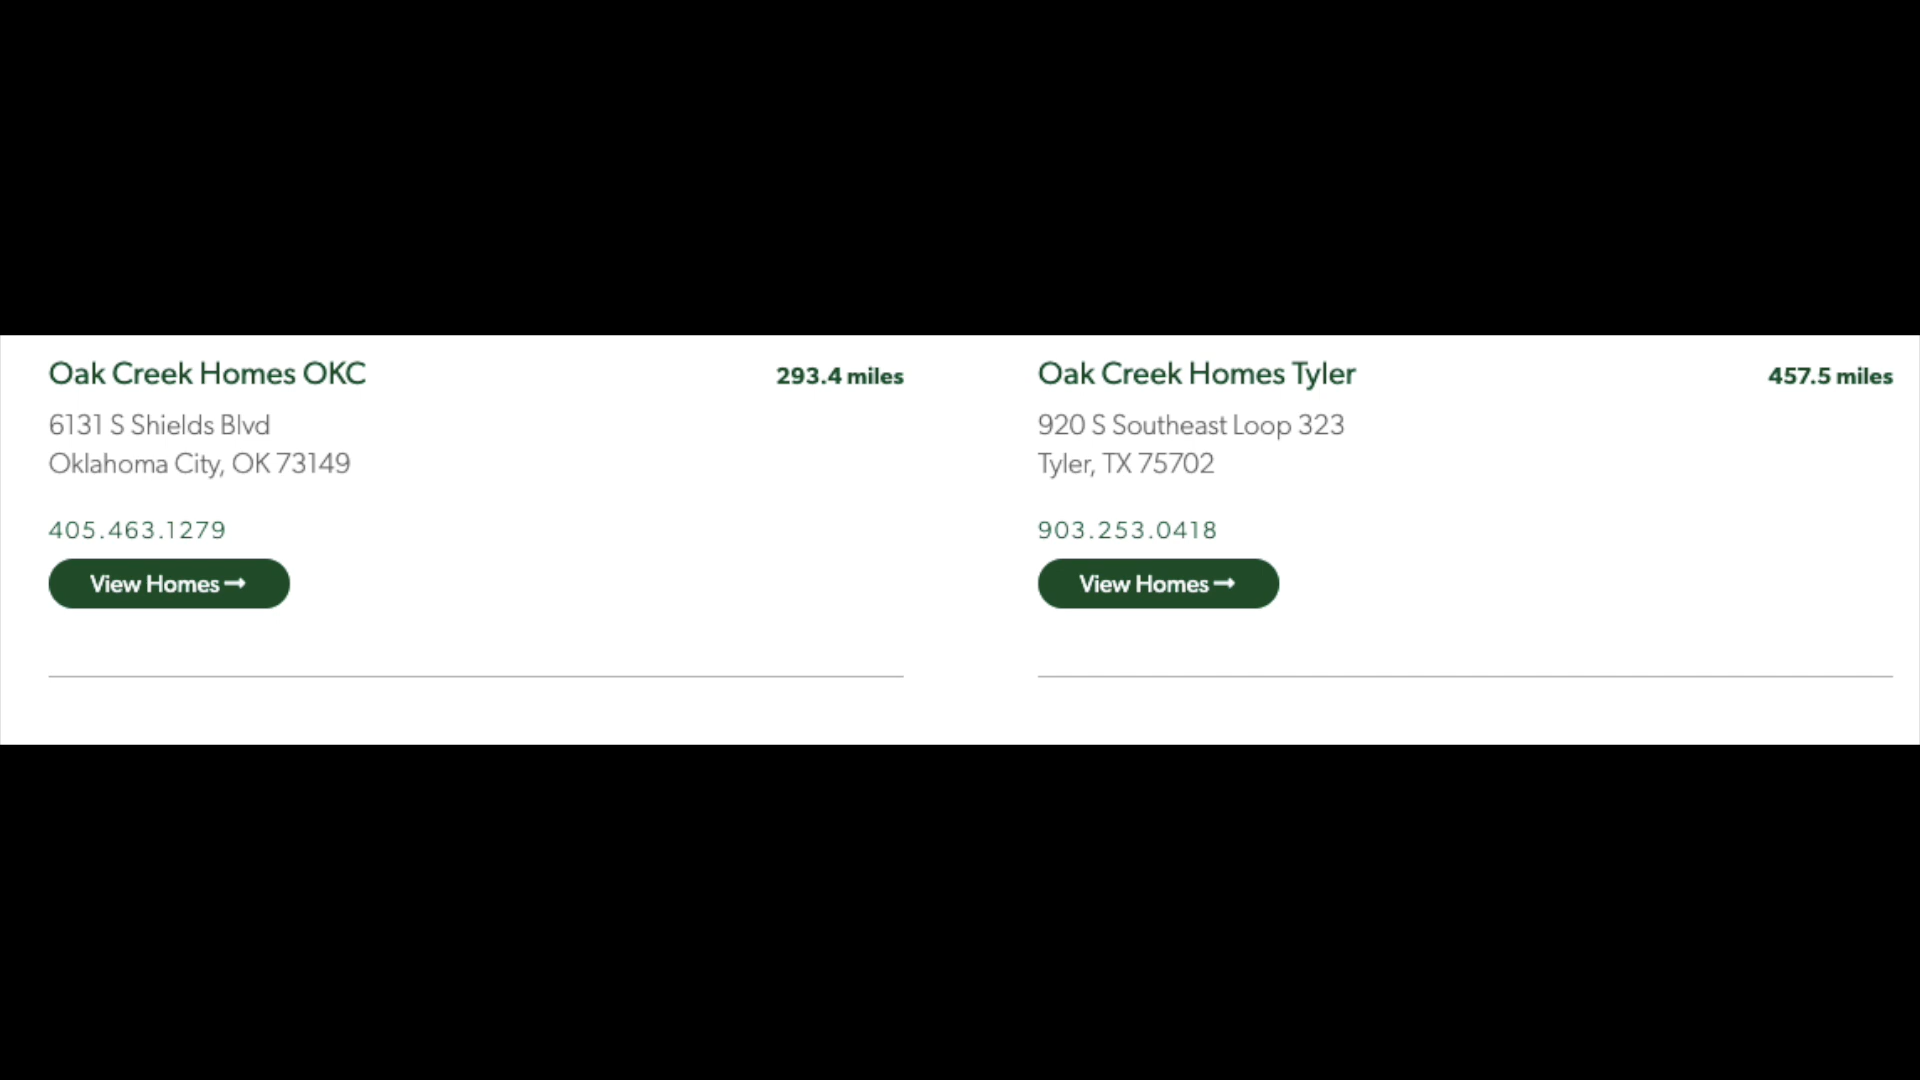 Oak Creek Homes OKC
293.4 miles
6131 S Shields Blvd
Oklahoma City, OK 73149
405.463.1279
View Homes →
Oak Creek Homes Tyler
457.5 miles
920 S Southeast Loop 323
Tyler, TX 75702
903.253.0418
View Homes →